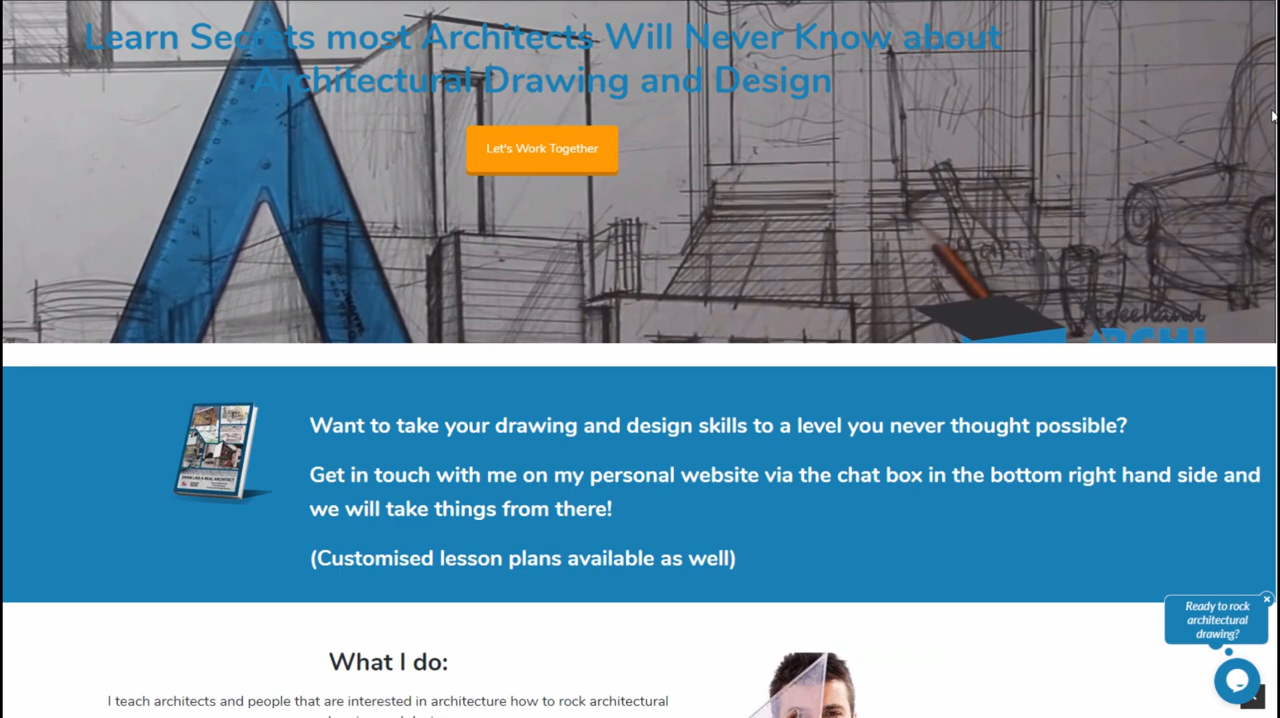 Learn Secrets most Architects Will Never Know about
Architectural Drawing and Design
Let's Work Together
freehand
ARCHI
Want to take your drawing and design skills to a level you never thought possible?
Get in touch with me on my personal website via the chat box in the bottom right hand side and
we will take things from there!
(Customised lesson plans available as well)
Ready to rock
architectural
drawing?
What I do:
I teach architects and people that are interested in architecture how to rock architectural